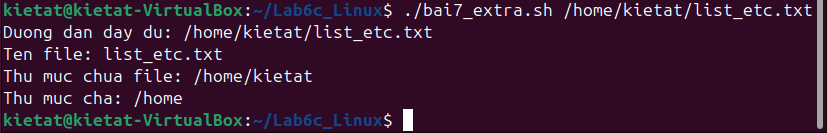 kietat@kietat-VirtualBox:~/Lab6c_Linux$ ./bai7_extra.sh /home/kietat/list_etc.txt
Duong dan day du: /home/kietat/list_etc.txt
Ten file: list_etc.txt
Thu muc chua file: /home/kietat
Thu muc cha: /home
kietat@kietat-VirtualBox:~/Lab6c_Linux$